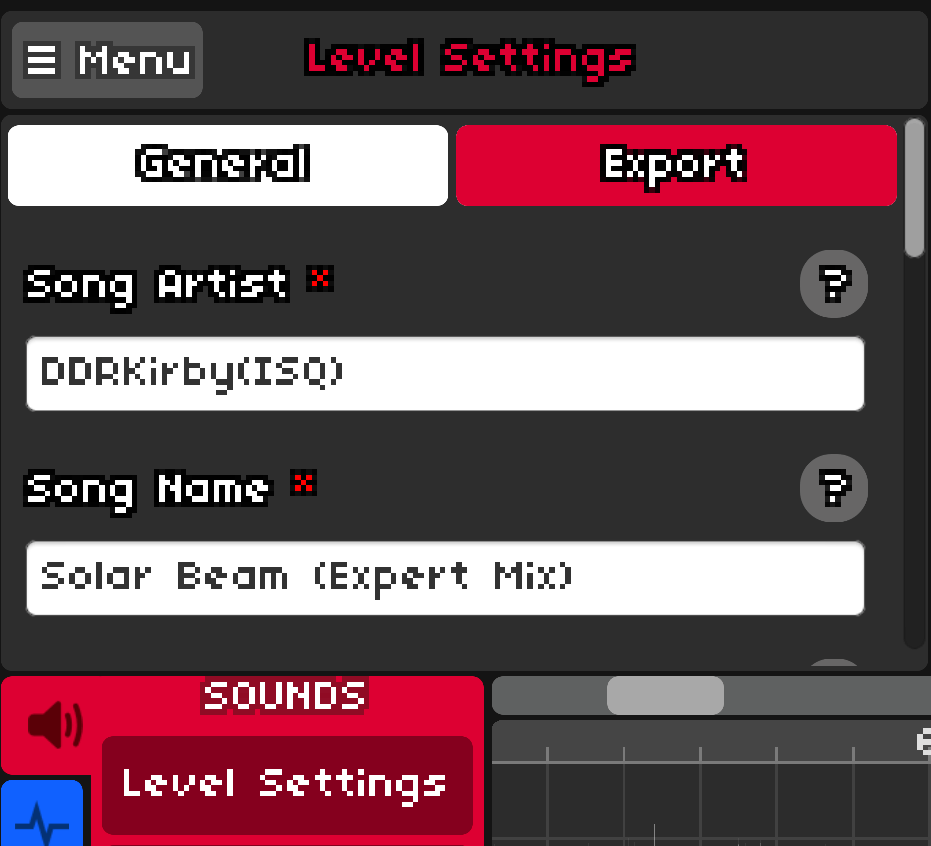 Menu
Level Settings
General
Export
Song Artist *
?
DDRKirby(ISQ)
Song Name *
?
Solar Beam (Expert Mix)
SOUNDS
Level Settings